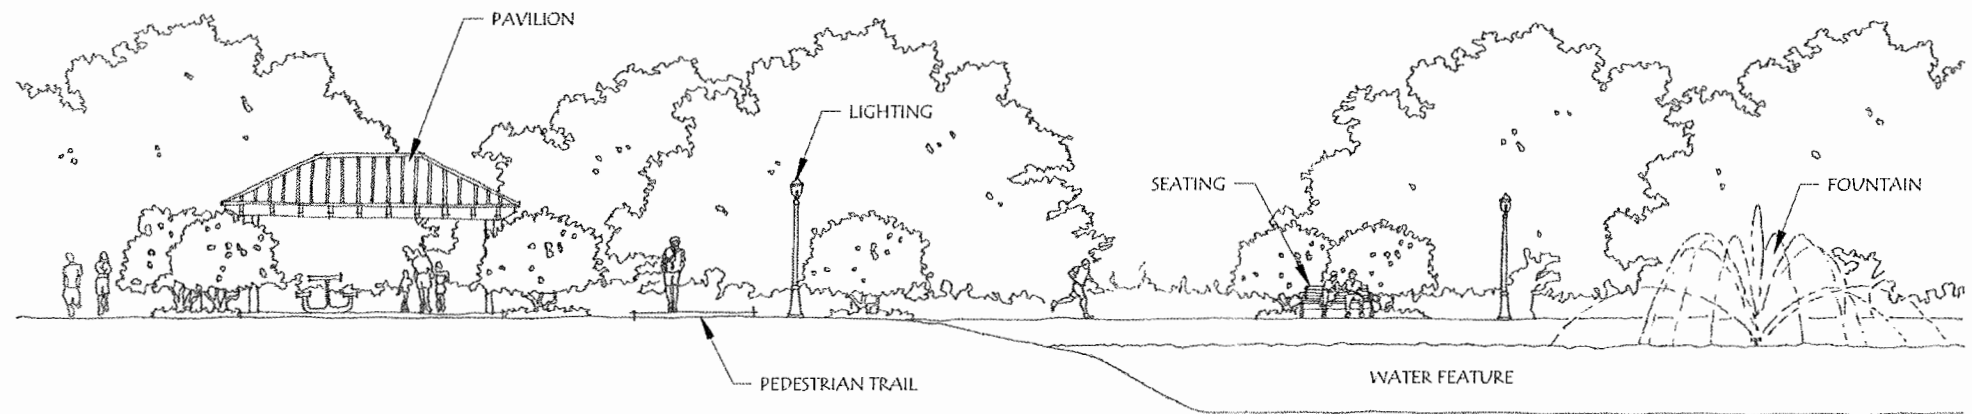 PAVILION
LIGHTING
SEATING
FOUNTAIN
PEDESTRIAN TRAIL
WATER FEATURE